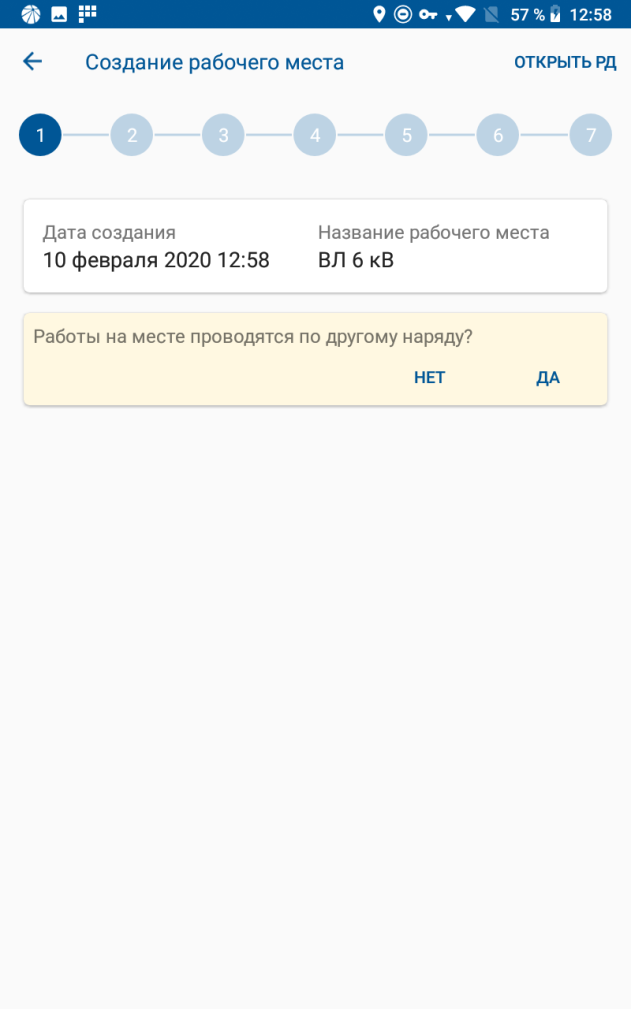 57 % 12:58
Создание рабочего места ОТКРЫТЬ РД
1 2 3 4 5 6 7
Дата создания Название рабочего места
10 февраля 2020 12:58 ВЛ 6 кВ
Работы на месте проводятся по другому наряду?
НЕТ ДА